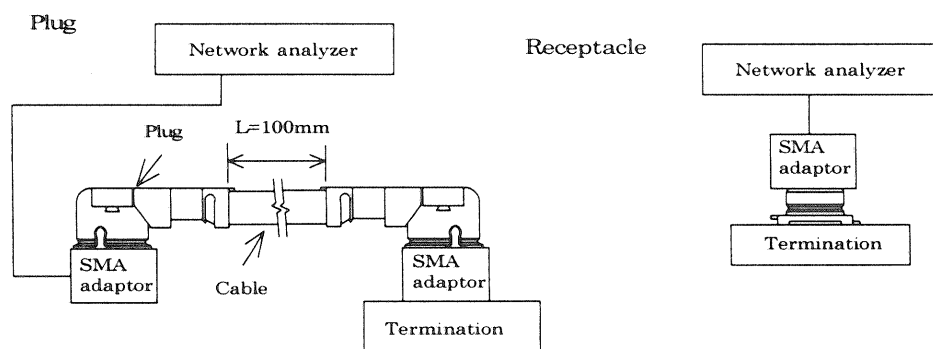 Plug
Network analyzer
Plug
L=100mm
SMA
adaptor
Cable
SMA
adaptor
Termination
Receptacle
Network analyzer
SMA
adaptor
Termination